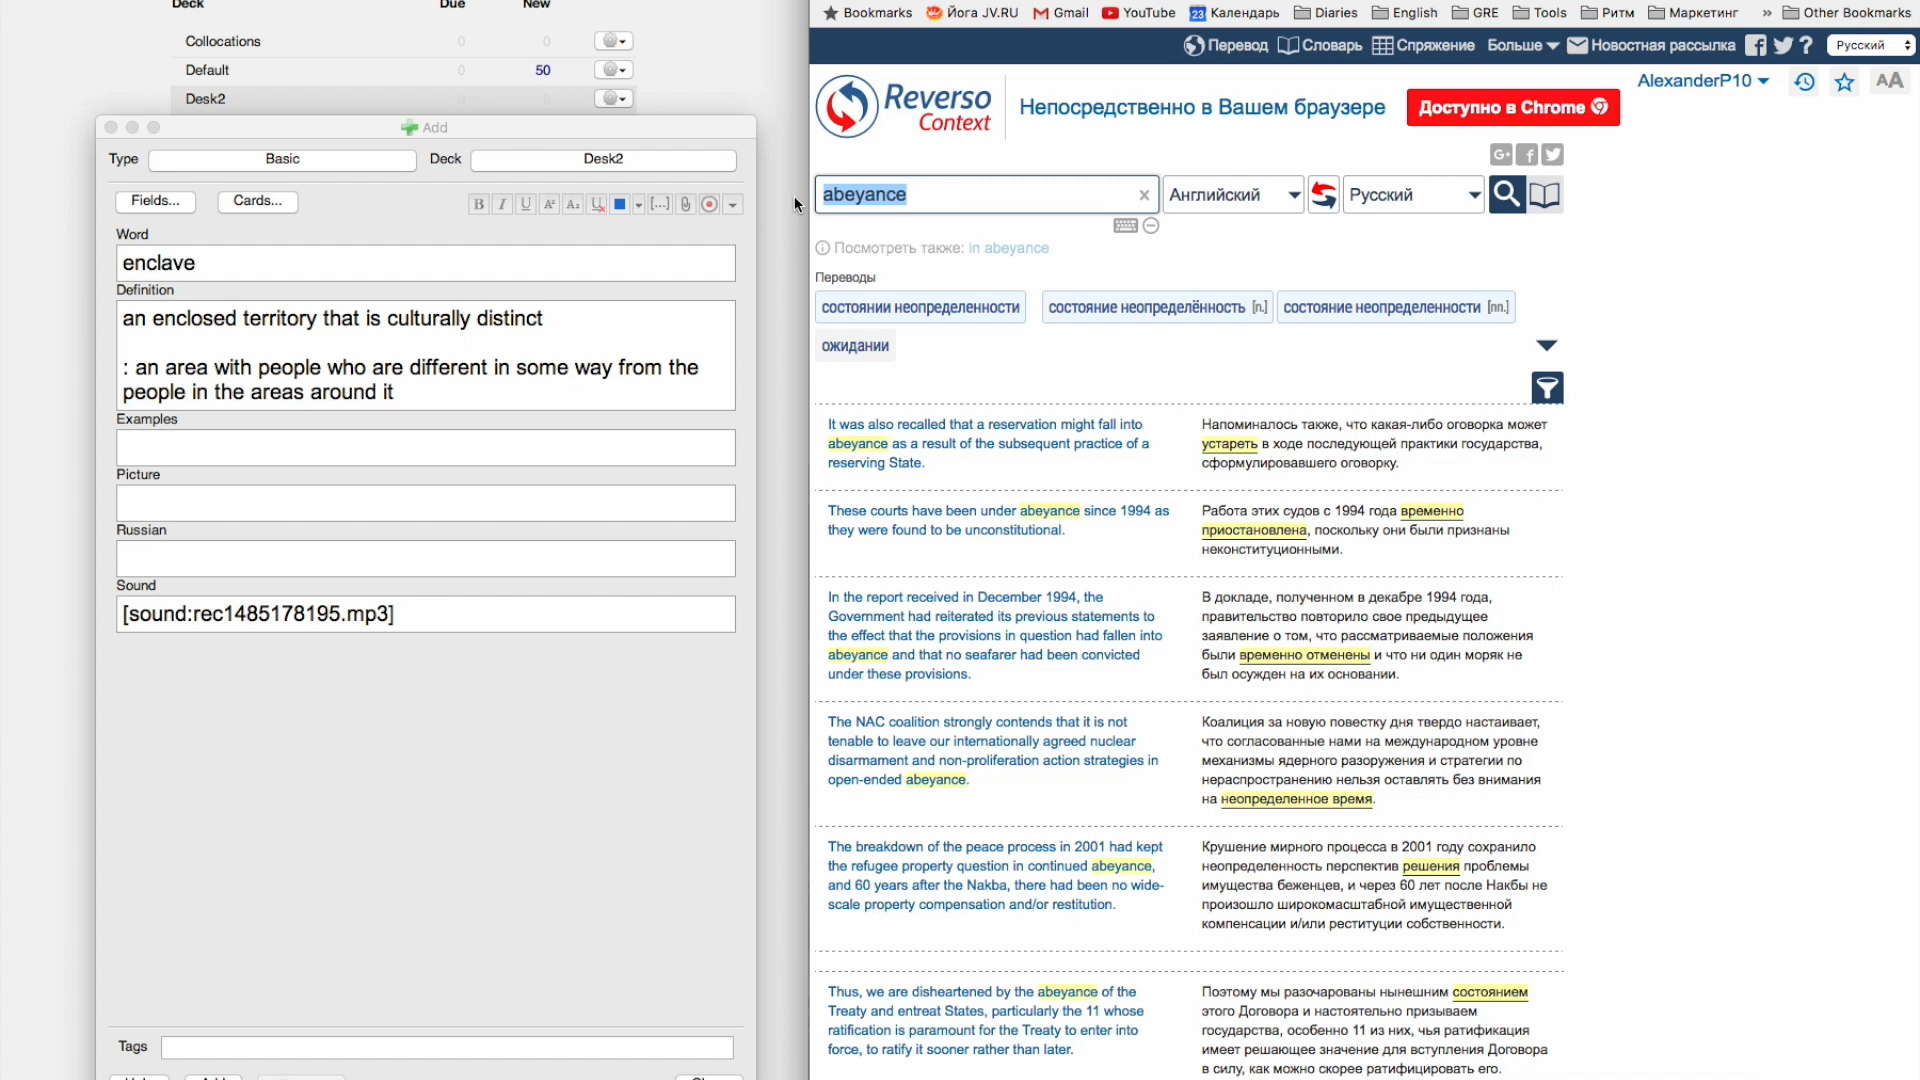 Deck Due New
Collocations 0 0
Default 0 50
Desk2 0 0
Add
Type Basic Deck Desk2
Fields... Cards...
Word
enclave
Definition
an enclosed territory that is culturally distinct
: an area with people who are different in some way from the
people in the areas around it
Examples
Picture
Russian
Sound
[sound:rec1485178195.mp3]
Tags
Bookmarks Йога JV.RU Gmail YouTube 23 Календарь Diaries English GRE Tools Ритм Маркетинг » Other Bookmarks
Перевод Словарь Спряжение Больше Новостная рассылка ? Русский
Reverso
Context
Непосредственно в Вашем браузере
Доступно в Chrome
AlexanderP10
AA
abeyance × Английский Русский
Посмотреть также: in abeyance
Переводы
состоянии неопределенности состояние неопределённость [n.] состояние неопределенности [nn.]
ожидании
It was also recalled that a reservation might fall into
abeyance as a result of the subsequent practice of a
reserving State.
Напоминалось также, что какая-либо оговорка может
устареть в ходе последующей практики государства,
сформулировавшего оговорку.
These courts have been under abeyance since 1994 as
they were found to be unconstitutional.
Работа этих судов с 1994 года временно
приостановлена, поскольку они были признаны
неконституционными.
In the report received in December 1994, the
Government had reiterated its previous statements to
the effect that the provisions in question had fallen into
abeyance and that no seafarer had been convicted
under these provisions.
В докладе, полученном в декабре 1994 года,
правительство повторило свое предыдущее
заявление о том, что рассматриваемые положения
были временно отменены и что ни один моряк не
был осужден на их основании.
The NAC coalition strongly contends that it is not
tenable to leave our internationally agreed nuclear
disarmament and non-proliferation action strategies in
open-ended abeyance.
Коалиция за новую повестку дня твердо настаивает,
что согласованные нами на международном уровне
механизмы ядерного разоружения и стратегии по
нераспространению нельзя оставлять без внимания
на неопределенное время.
The breakdown of the peace process in 2001 had kept
the refugee property question in continued abeyance,
and 60 years after the Nakba, there had been no wide-
scale property compensation and/or restitution.
Крушение мирного процесса в 2001 году сохранило
неопределенность перспектив решения проблемы
имущества беженцев, и через 60 лет после Накбы не
произошло широкомасштабной имущественной
компенсации и/или реституции собственности.
Thus, we are disheartened by the abeyance of the
Treaty and entreat States, particularly the 11 whose
ratification is paramount for the Treaty to enter into
force, to ratify it sooner rather than later.
Поэтому мы разочарованы нынешним состоянием
этого Договора и настоятельно призываем
государства, особенно 11 из них, чья ратификация
имеет решающее значение для вступления Договора
в силу, как можно скорее ратифицировать его.